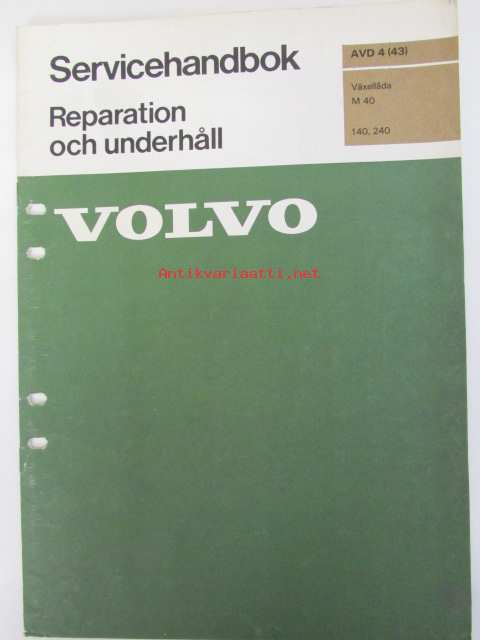 Servicehandbok
Reparation
och underhåll
AVD 4 (43)
Växellåda
M 40
140, 240
VOLVO
Antikvariaatti.net